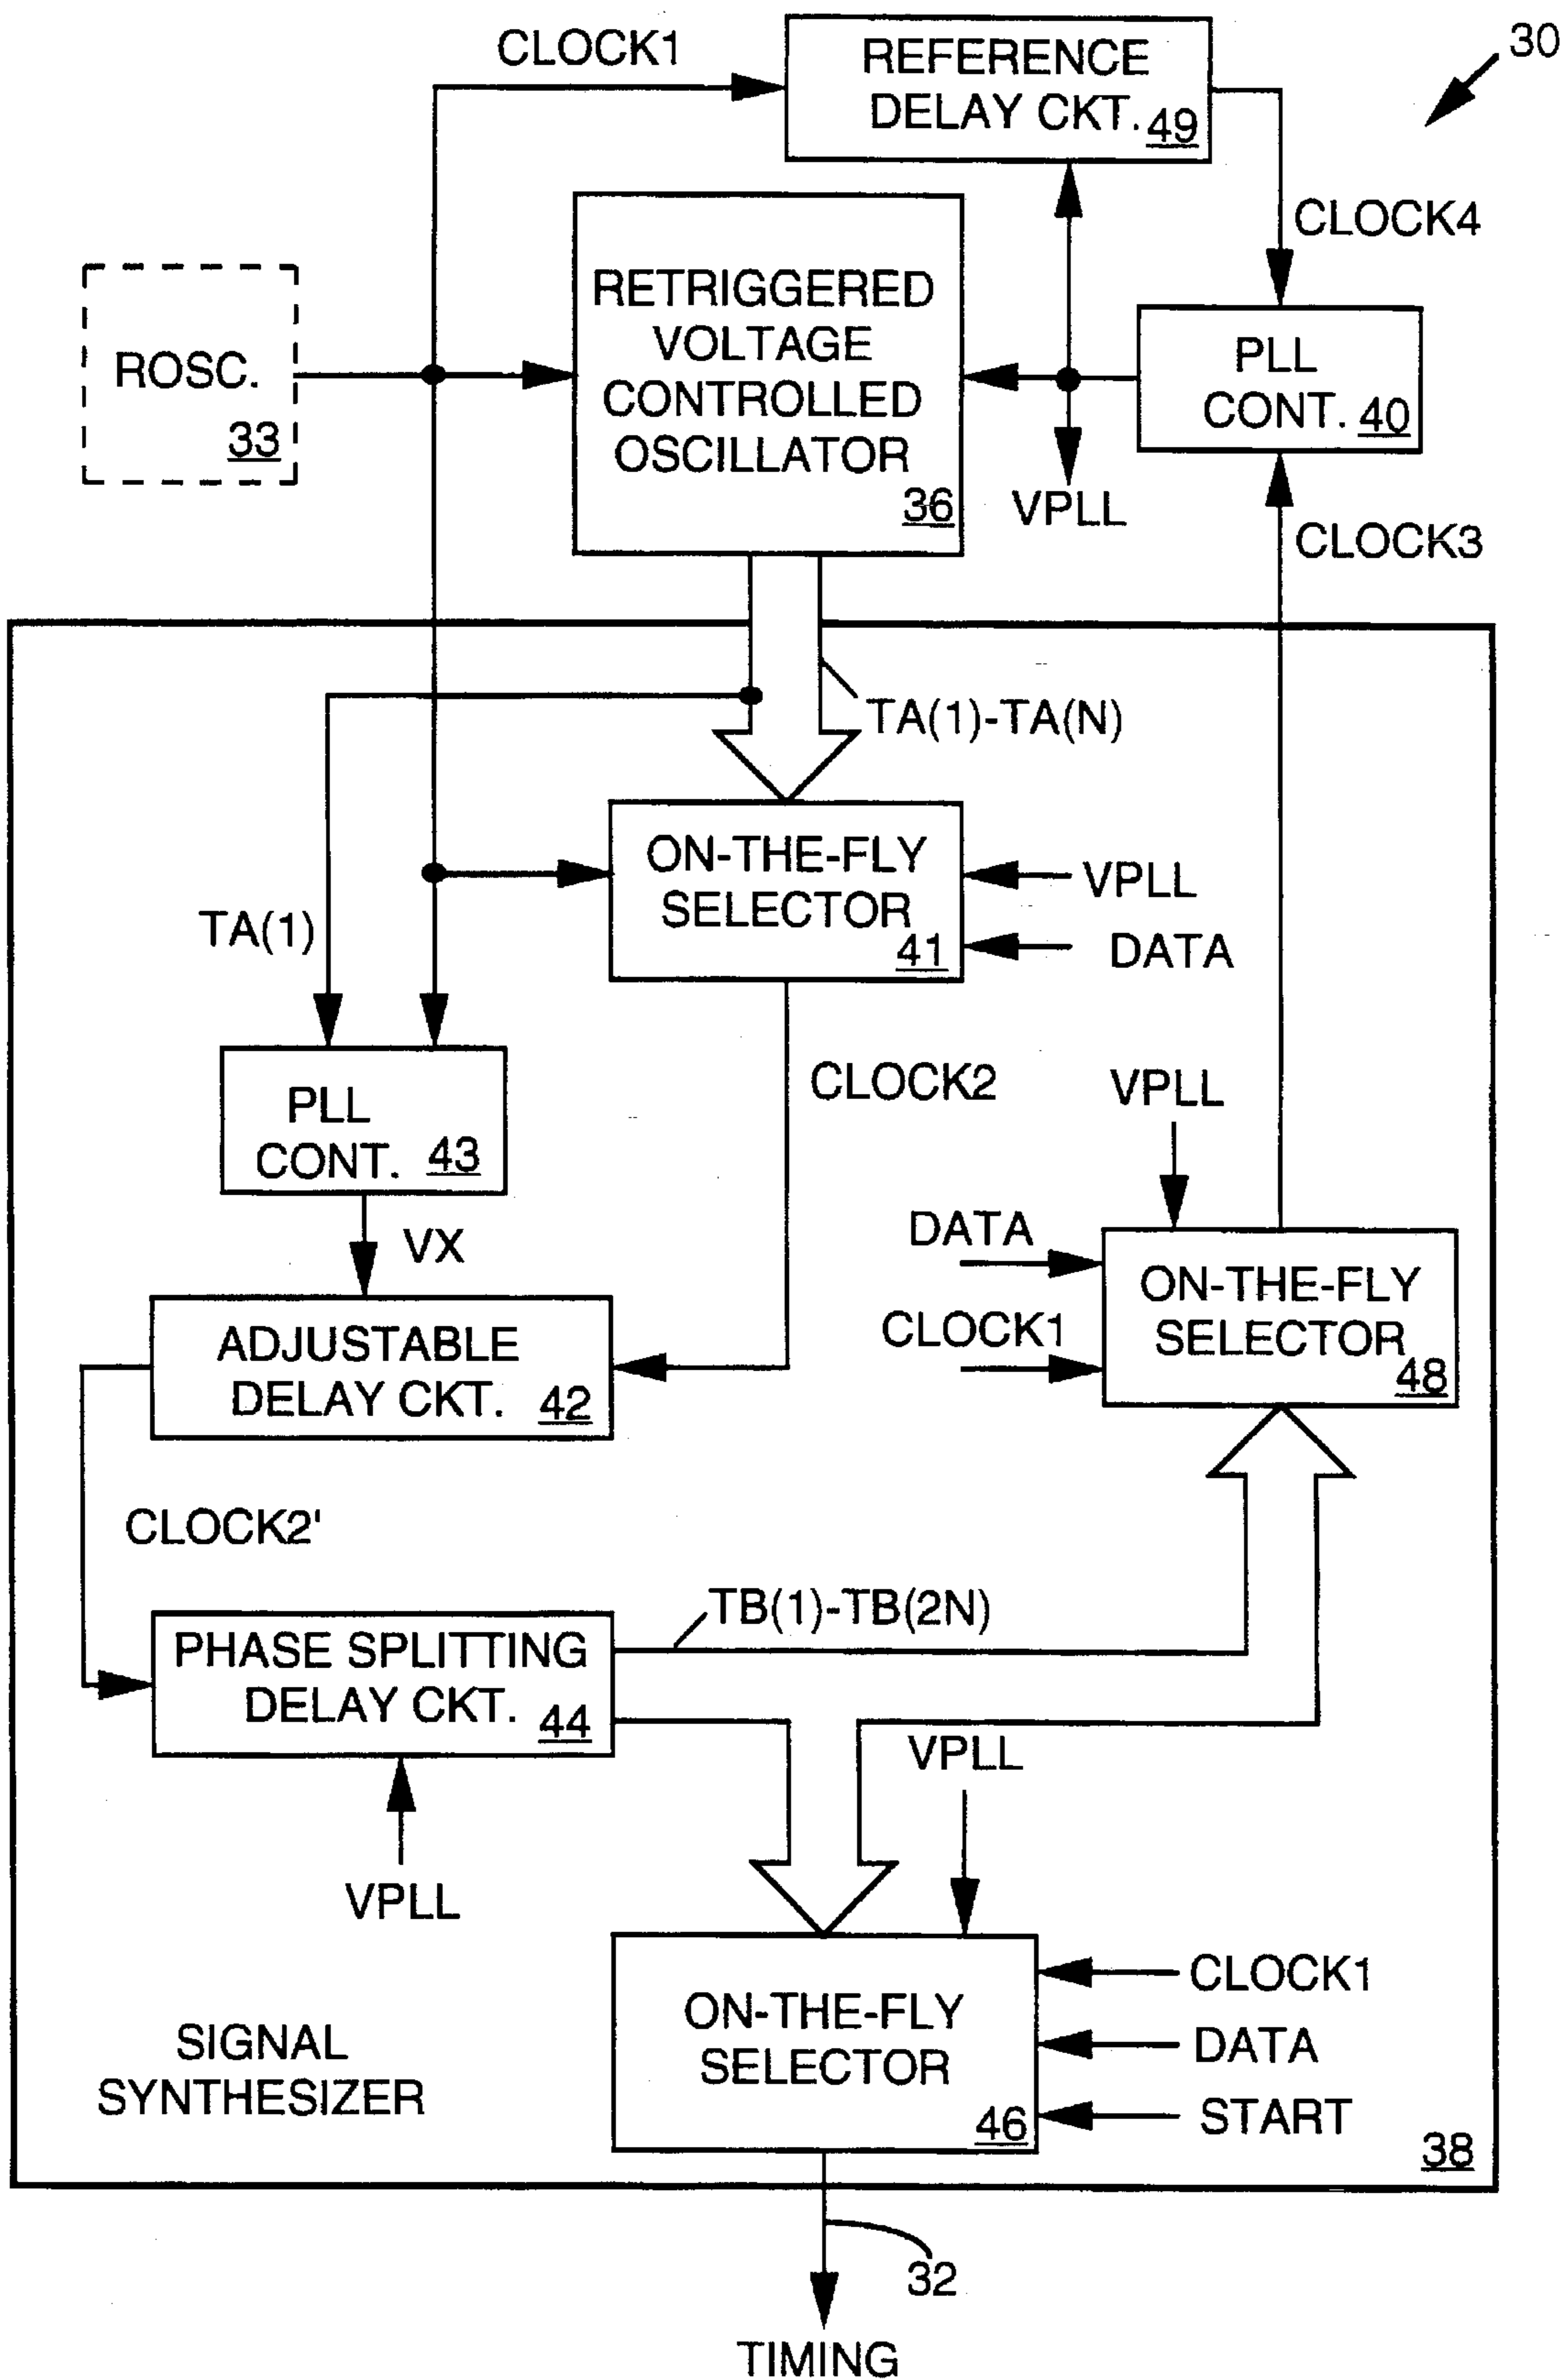 CLOCK1
REFERENCE
DELAY CKT. 49
30
CLOCK4
ROSC.
33
RETRIGGERED
VOLTAGE
CONTROLLED
OSCILLATOR
36
PLL
CONT. 40
VPLL
CLOCK3
TA(1)-TA(N)
ON-THE-FLY
SELECTOR
41
VPLL
DATA
TA(1)
PLL
CONT. 43
CLOCK2
VPLL
VX
DATA
CLOCK1
ON-THE-FLY
SELECTOR
48
ADJUSTABLE
DELAY CKT. 42
CLOCK2'
TB(1)-TB(2N)
PHASE SPLITTING
DELAY CKT. 44
VPLL
VPLL
ON-THE-FLY
SELECTOR
46
CLOCK1
DATA
START
SIGNAL
SYNTHESIZER
38
32
TIMING